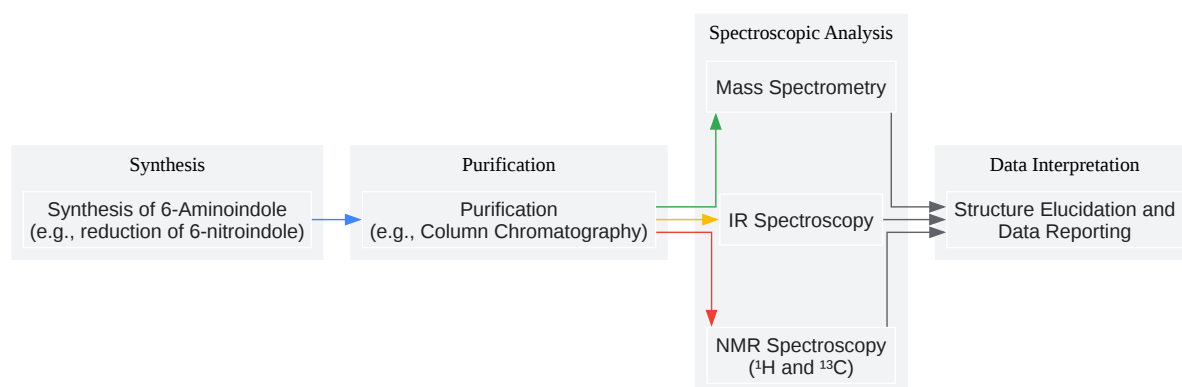 Synthesis
Synthesis of 6-Aminoindole
(e.g., reduction of 6-nitroindole)
Purification
Purification
(e.g., Column Chromatography)
Spectroscopic Analysis
Mass Spectrometry
IR Spectroscopy
NMR Spectroscopy
(¹H and ¹³C)
Data Interpretation
Structure Elucidation and
Data Reporting